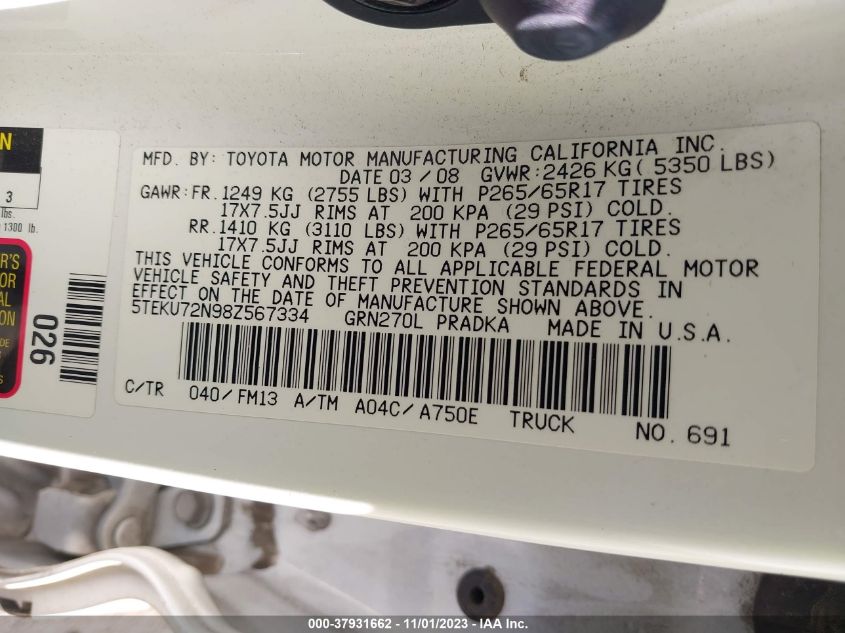 MFD. BY: TOYOTA MOTOR MANUFACTURING CALIFORNIA INC.
DATE 03 / 08 GVWR:2426 KG( 5350 LBS)
GAWR:FR. 1249 KG (2755 LBS) WITH P265/65R17 TIRES
17X7.5JJ RIMS AT 200 KPA (29 PSI) COLD.
RR. 1410 KG (3110 LBS) WITH P265/65R17 TIRES
17X7.5JJ RIMS AT 200 KPA (29 PSI) COLD.
THIS VEHICLE CONFORMS TO ALL APPLICABLE FEDERAL MOTOR
VEHICLE SAFETY AND THEFT PREVENTION STANDARDS IN
EFFECT ON THE DATE OF MANUFACTURE SHOWN ABOVE.
5TEKU72N98Z567334 GRN270L PRADKA MADE IN U.S.A.
C/TR 040/FM13 A/TM A04C/A750E TRUCK NO. 691
3
lbs.
1300 lb.
026
000-37931662 - 11/01/2023 - IAA Inc.